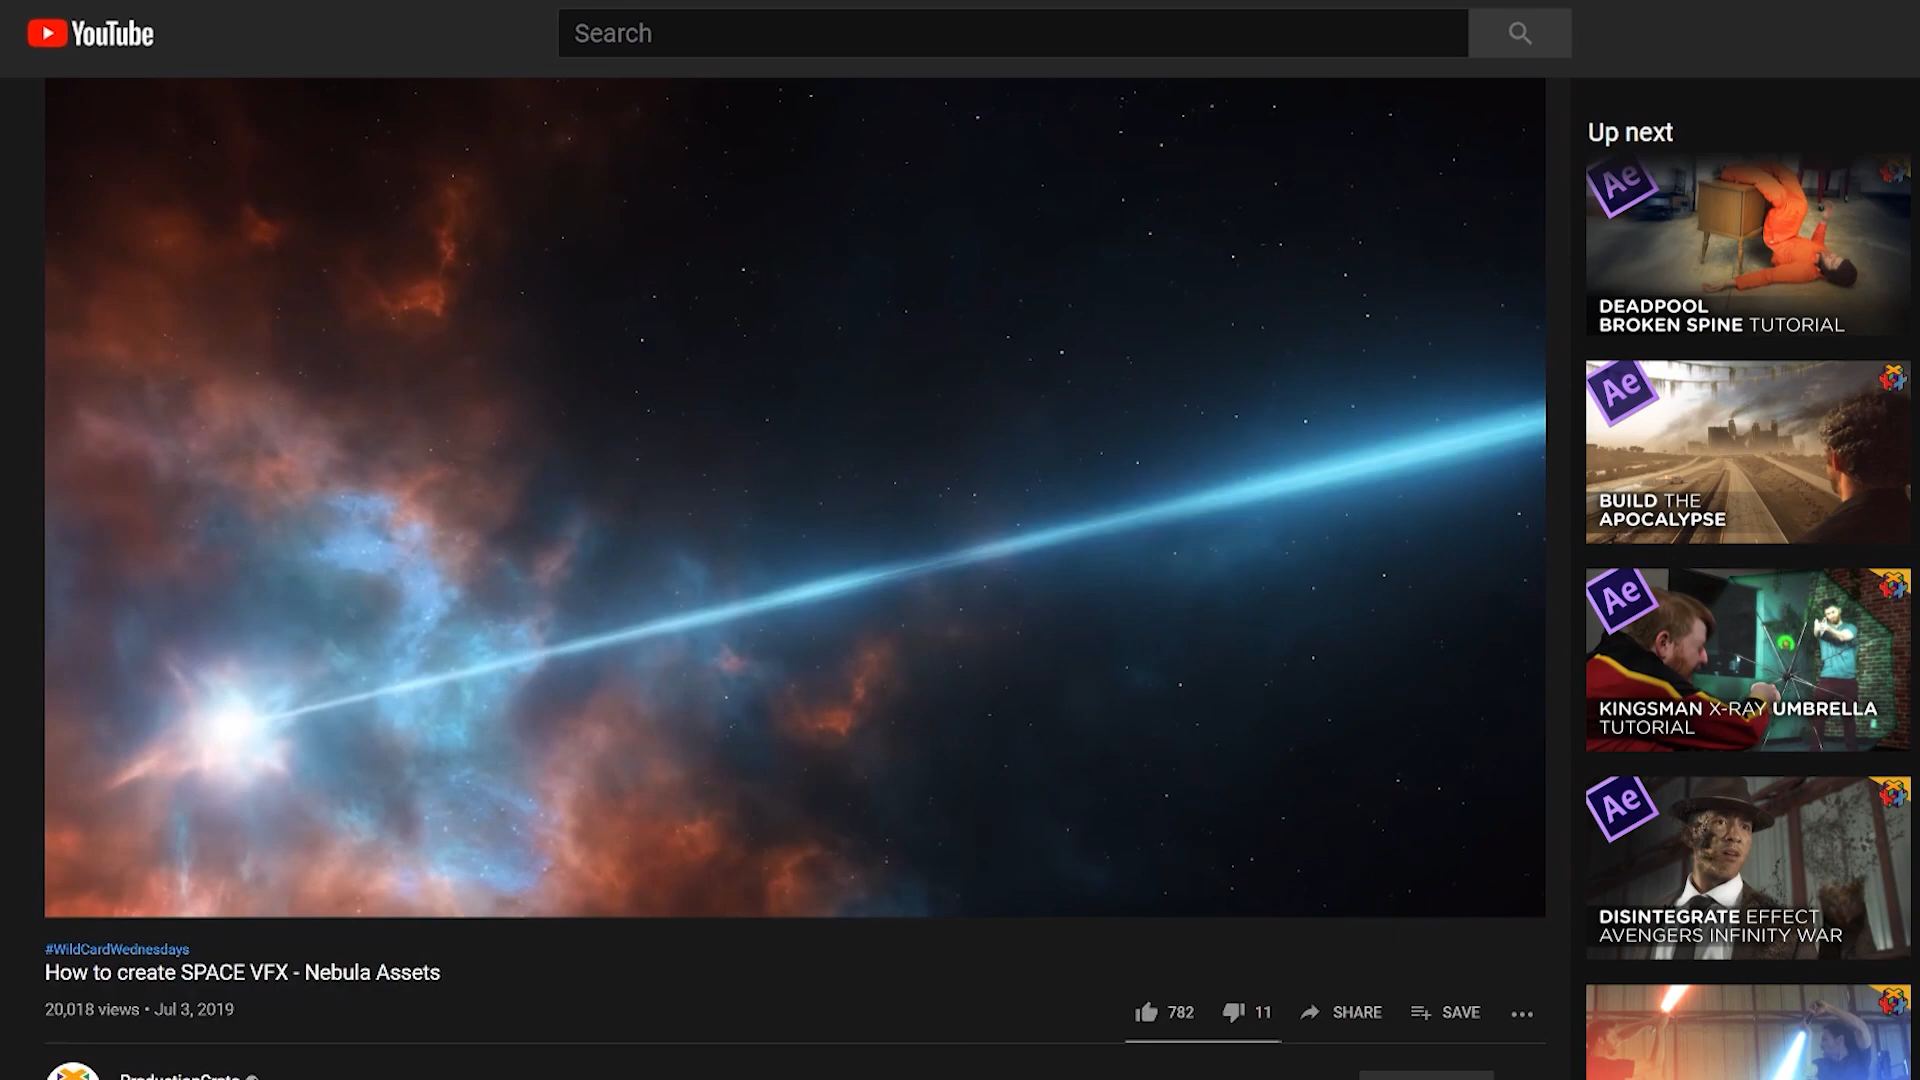 YouTube
Search
Up next
Ae
DEADPOOL
BROKEN SPINE TUTORIAL
Ae
BUILD THE
APOCALYPSE
Ae
KINGSMAN X-RAY UMBRELLA
TUTORIAL
Ae
DISINTEGRATE EFFECT
AVENGERS INFINITY WAR
#WildCardWednesdays
How to create SPACE VFX - Nebula Assets
20,018 views • Jul 3, 2019
782
11
SHARE
SAVE
ProductionCrate